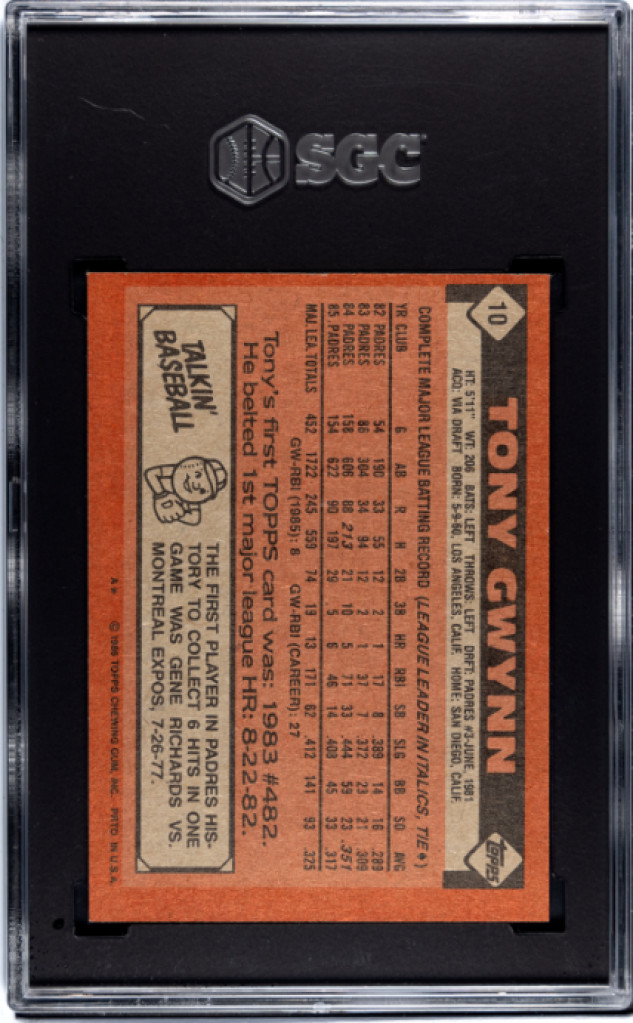 SGC
10
TONY GWYNN
topps
HT: 5'11" WT: 206 BATS: LEFT THROWS: LEFT DRFT: PADRES #3-JUNE, 1981
ACQ: VIA DRAFT BORN: 5-9-60, LOS ANGELES, CALIF. HOME: SAN DIEGO, CALIF.
COMPLETE MAJOR LEAGUE BATTING RECORD (LEAGUE LEADER IN ITALICS, TIE ♦)
YR CLUB G AB R H 2B 3B HR RBI SB SLG BB SO AVG
82 PADRES 54 190 33 55 12 2 1 17 8 .389 14 16 .289
83 PADRES 86 304 34 94 12 2 1 37 7 .372 23 21 .309
84 PADRES 158 606 88 213 21 10 5 71 33 .444 59 23 .351
85 PADRES 154 622 90 197 29 5 6 46 14 .408 45 33 .317
MAJ. LEA. TOTALS 452 1722 245 559 74 19 13 171 62 .412 141 93 .325
GW-RBI (1985): 8 GW-RBI (CAREER): 27
Tony's first TOPPS card was: 1983 #482.
He belted 1st major league HR: 8-22-82.
TALKIN'
BASEBALL
THE FIRST PLAYER IN PADRES HIS-
TORY TO COLLECT 6 HITS IN ONE
GAME WAS GENE RICHARDS VS.
MONTREAL EXPOS, 7-26-77.
© 1986 TOPPS CHEWING GUM, INC. PRTD. IN U.S.A.